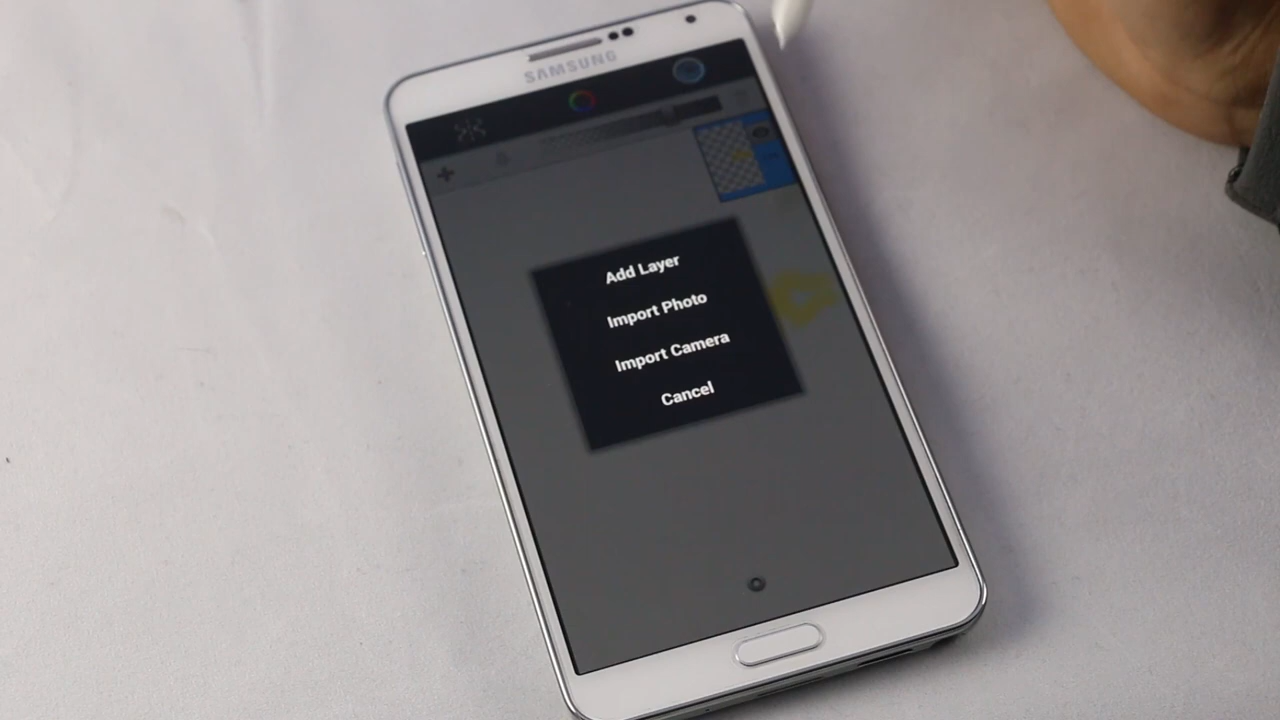 SAMSUNG
Add Layer
Import Photo
Import Camera
Cancel